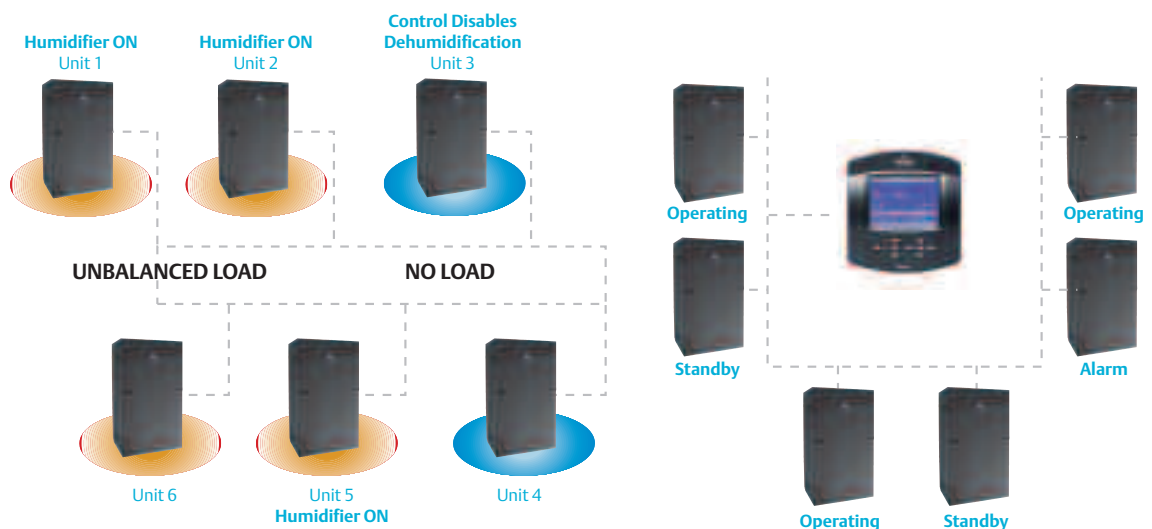 Humidifier ON
Unit 1
Humidifier ON
Unit 2
Control Disables
Dehumidification
Unit 3
UNBALANCED LOAD
NO LOAD
Unit 6
Unit 5
Humidifier ON
Unit 4
Operating
Operating
Standby
Alarm
Operating
Standby